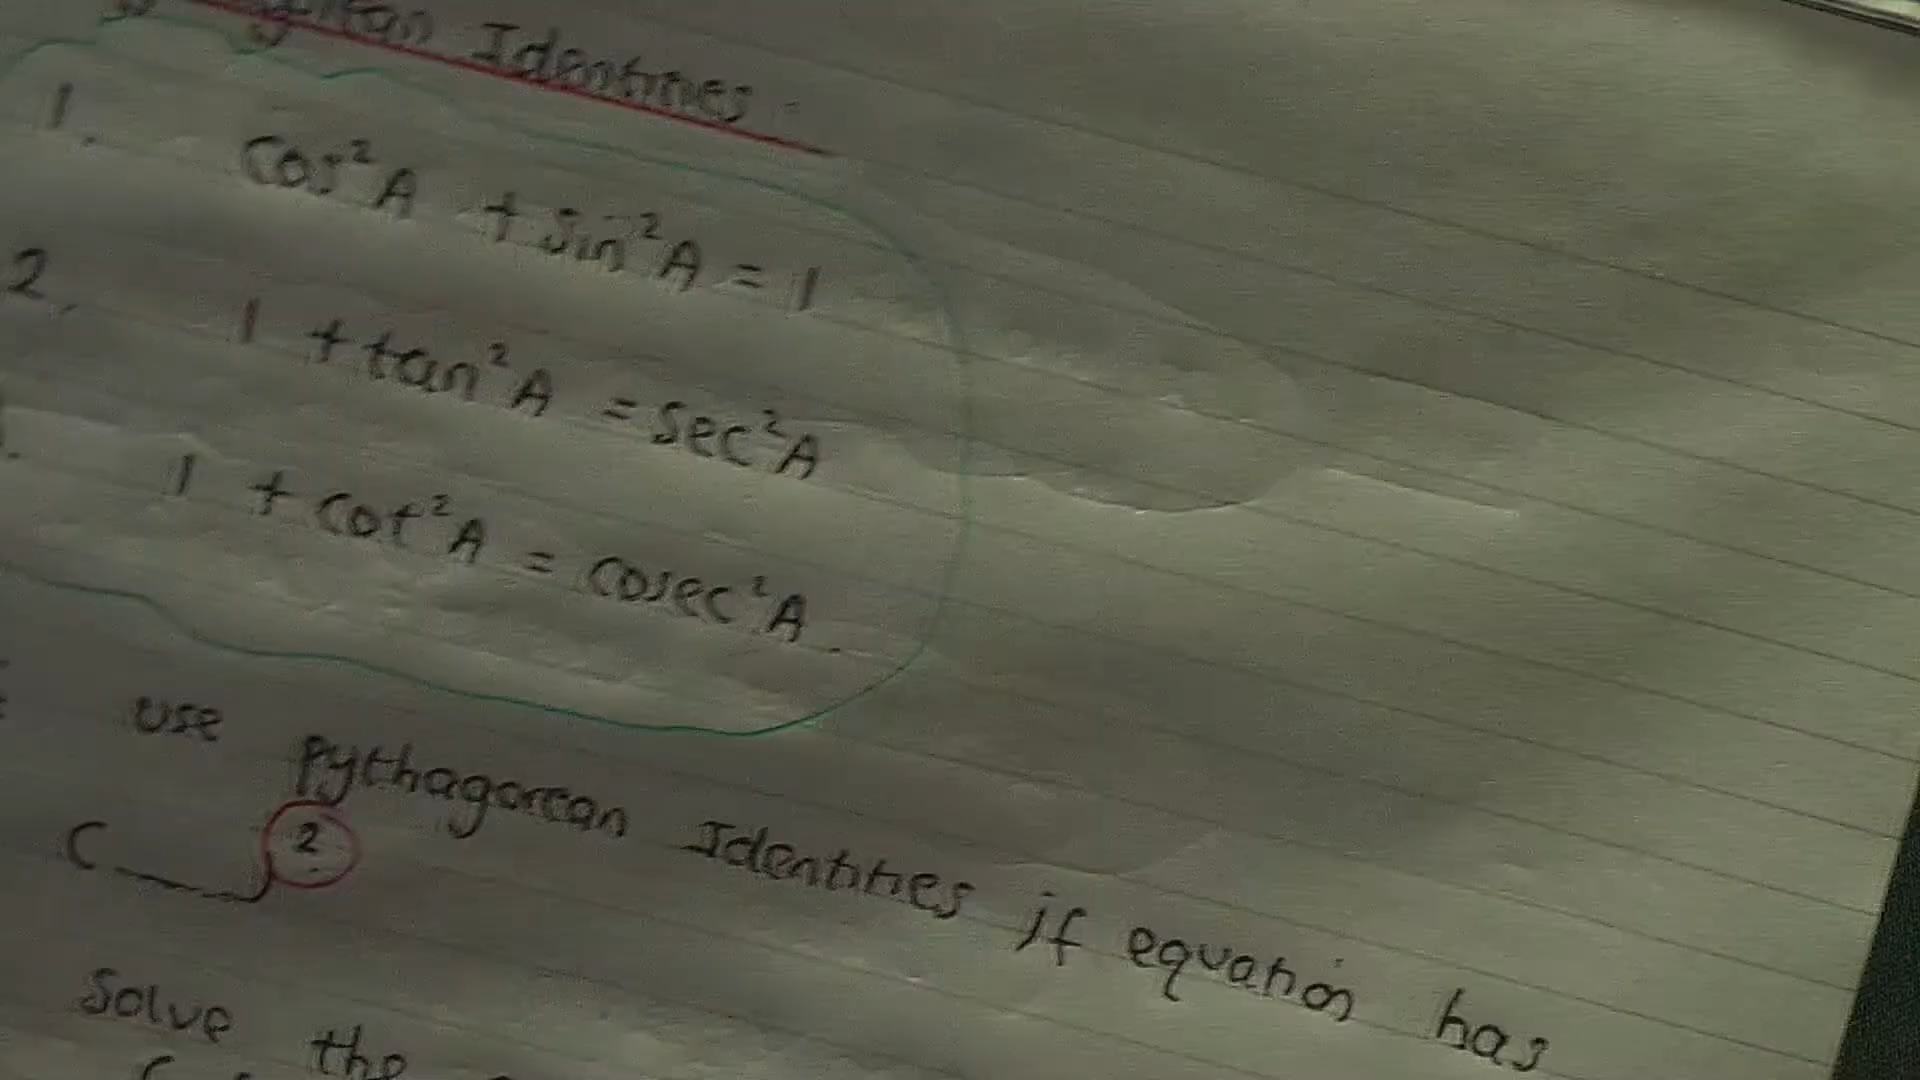 Identities :
1. cos²A + sin²A = 1
2. 1 + tan²A = sec²A
1 + cot²A = cosec²A.
use pythagorean Identities if equation has
( 2
Solve the